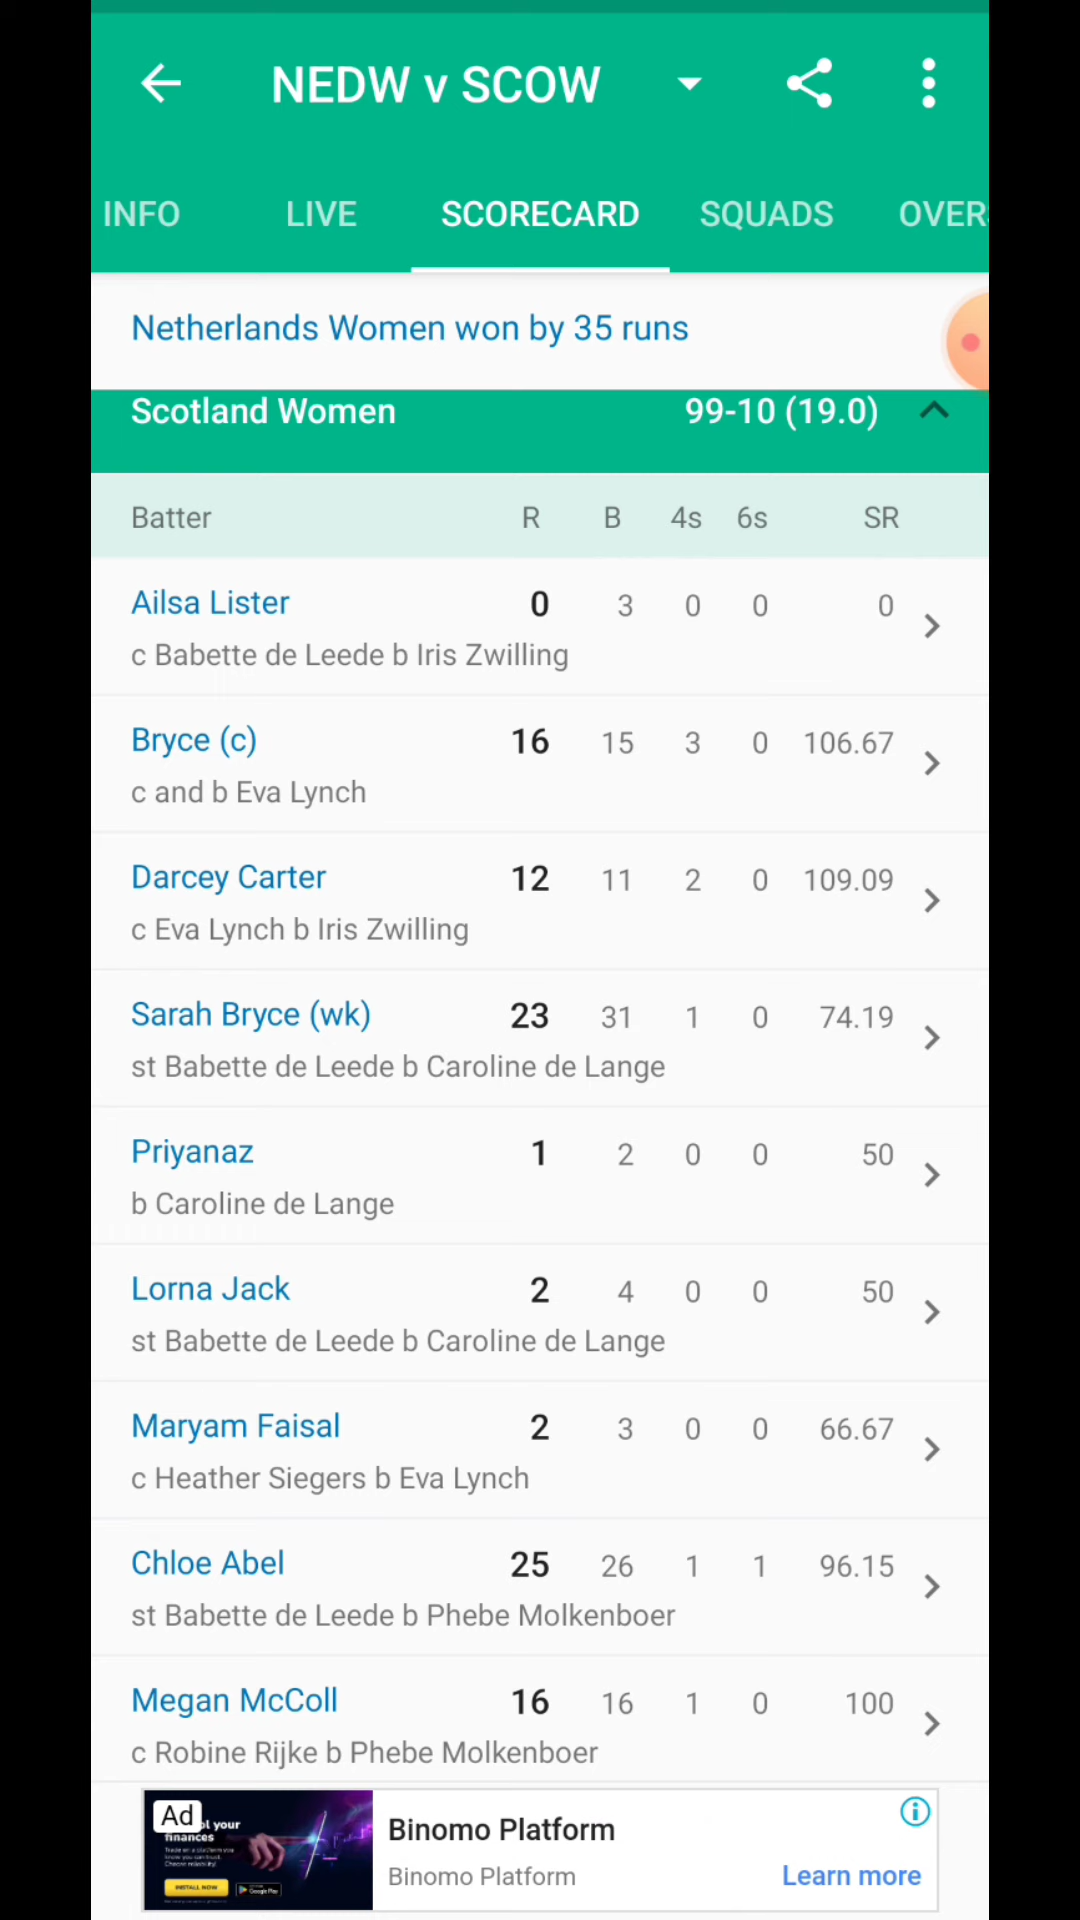 NEDW v SCOW
INFO LIVE SCORECARD SQUADS OVERS
Netherlands Women won by 35 runs
Scotland Women 99-10 (19.0)
Batter R B 4s 6s SR
Ailsa Lister 0 3 0 0 0
c Babette de Leede b Iris Zwilling
Bryce (c) 16 15 3 0 106.67
c and b Eva Lynch
Darcey Carter 12 11 2 0 109.09
c Eva Lynch b Iris Zwilling
Sarah Bryce (wk) 23 31 1 0 74.19
st Babette de Leede b Caroline de Lange
Priyanaz 1 2 0 0 50
b Caroline de Lange
Lorna Jack 2 4 0 0 50
st Babette de Leede b Caroline de Lange
Maryam Faisal 2 3 0 0 66.67
c Heather Siegers b Eva Lynch
Chloe Abel 25 26 1 1 96.15
st Babette de Leede b Phebe Molkenboer
Megan McColl 16 16 1 0 100
c Robine Rijke b Phebe Molkenboer
Ad
your
finances
INSTALL NOW Google Play
Binomo Platform
Binomo Platform
Learn more